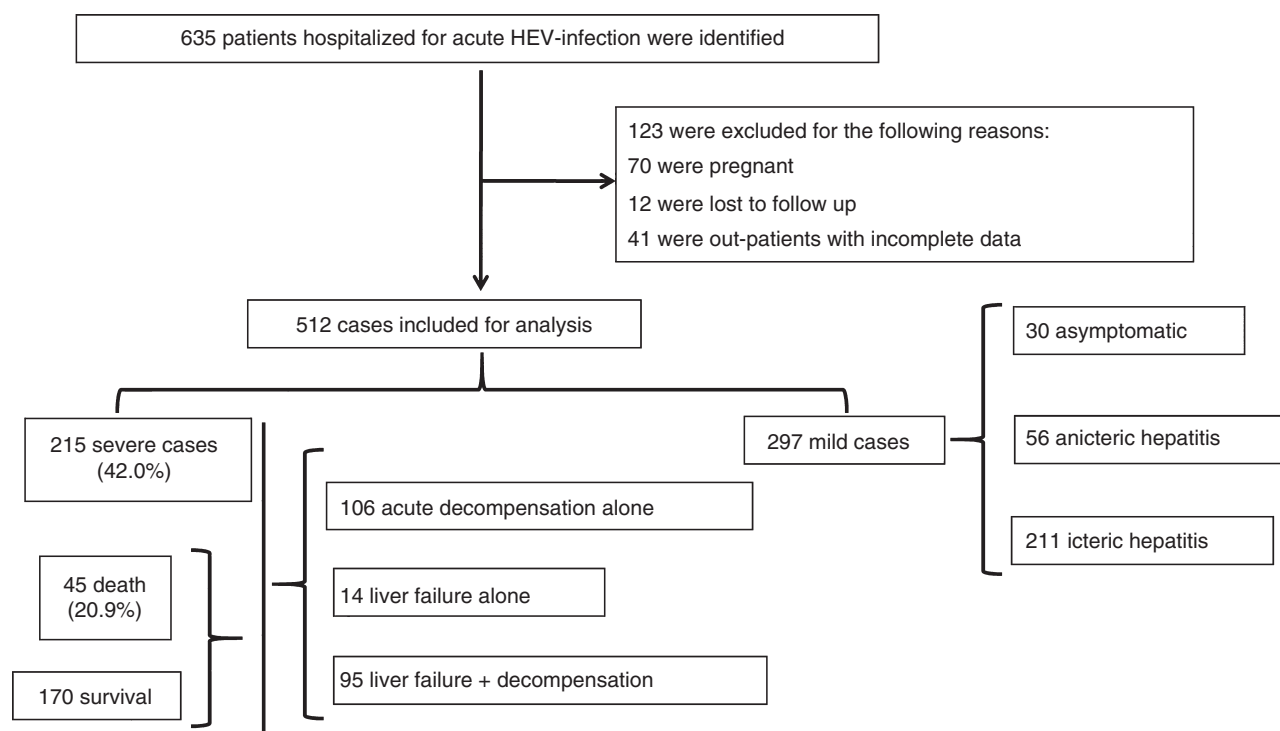 635 patients hospitalized for acute HEV-infection were identified
123 were excluded for the following reasons:
70 were pregnant
12 were lost to follow up
41 were out-patients with incomplete data
512 cases included for analysis
215 severe cases
(42.0%)
45 death
(20.9%)
170 survival
106 acute decompensation alone
14 liver failure alone
95 liver failure + decompensation
297 mild cases
30 asymptomatic
56 anicteric hepatitis
211 icteric hepatitis